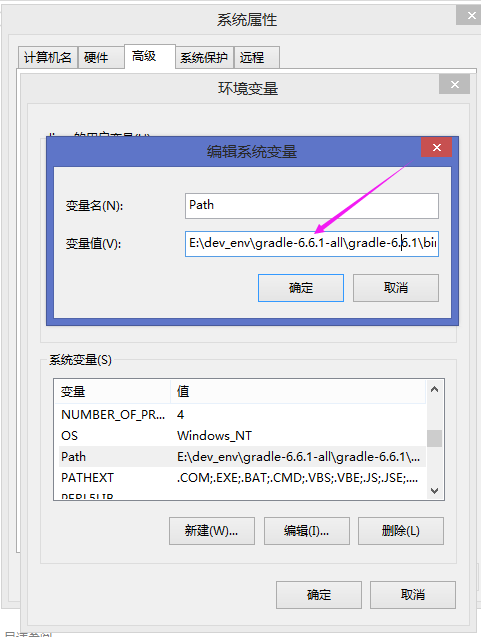 系统属性
计算机名 硬件 高级 系统保护 远程
环境变量
编辑系统变量
变量名(N): Path
变量值(V): E:\dev_env\gradle-6.6.1-all\gradle-6.6.1\bin
确定 取消
系统变量(S)
变量 值
NUMBER_OF_PR... 4
OS Windows_NT
Path E:\dev_env\gradle-6.6.1-all\gradle-6.6.1\...
PATHEXT .COM;.EXE;.BAT;.CMD;.VBS;.VBE;.JS;.JSE;....
PERL5LIB
新建(W)... 编辑(I)... 删除(L)
确定 取消